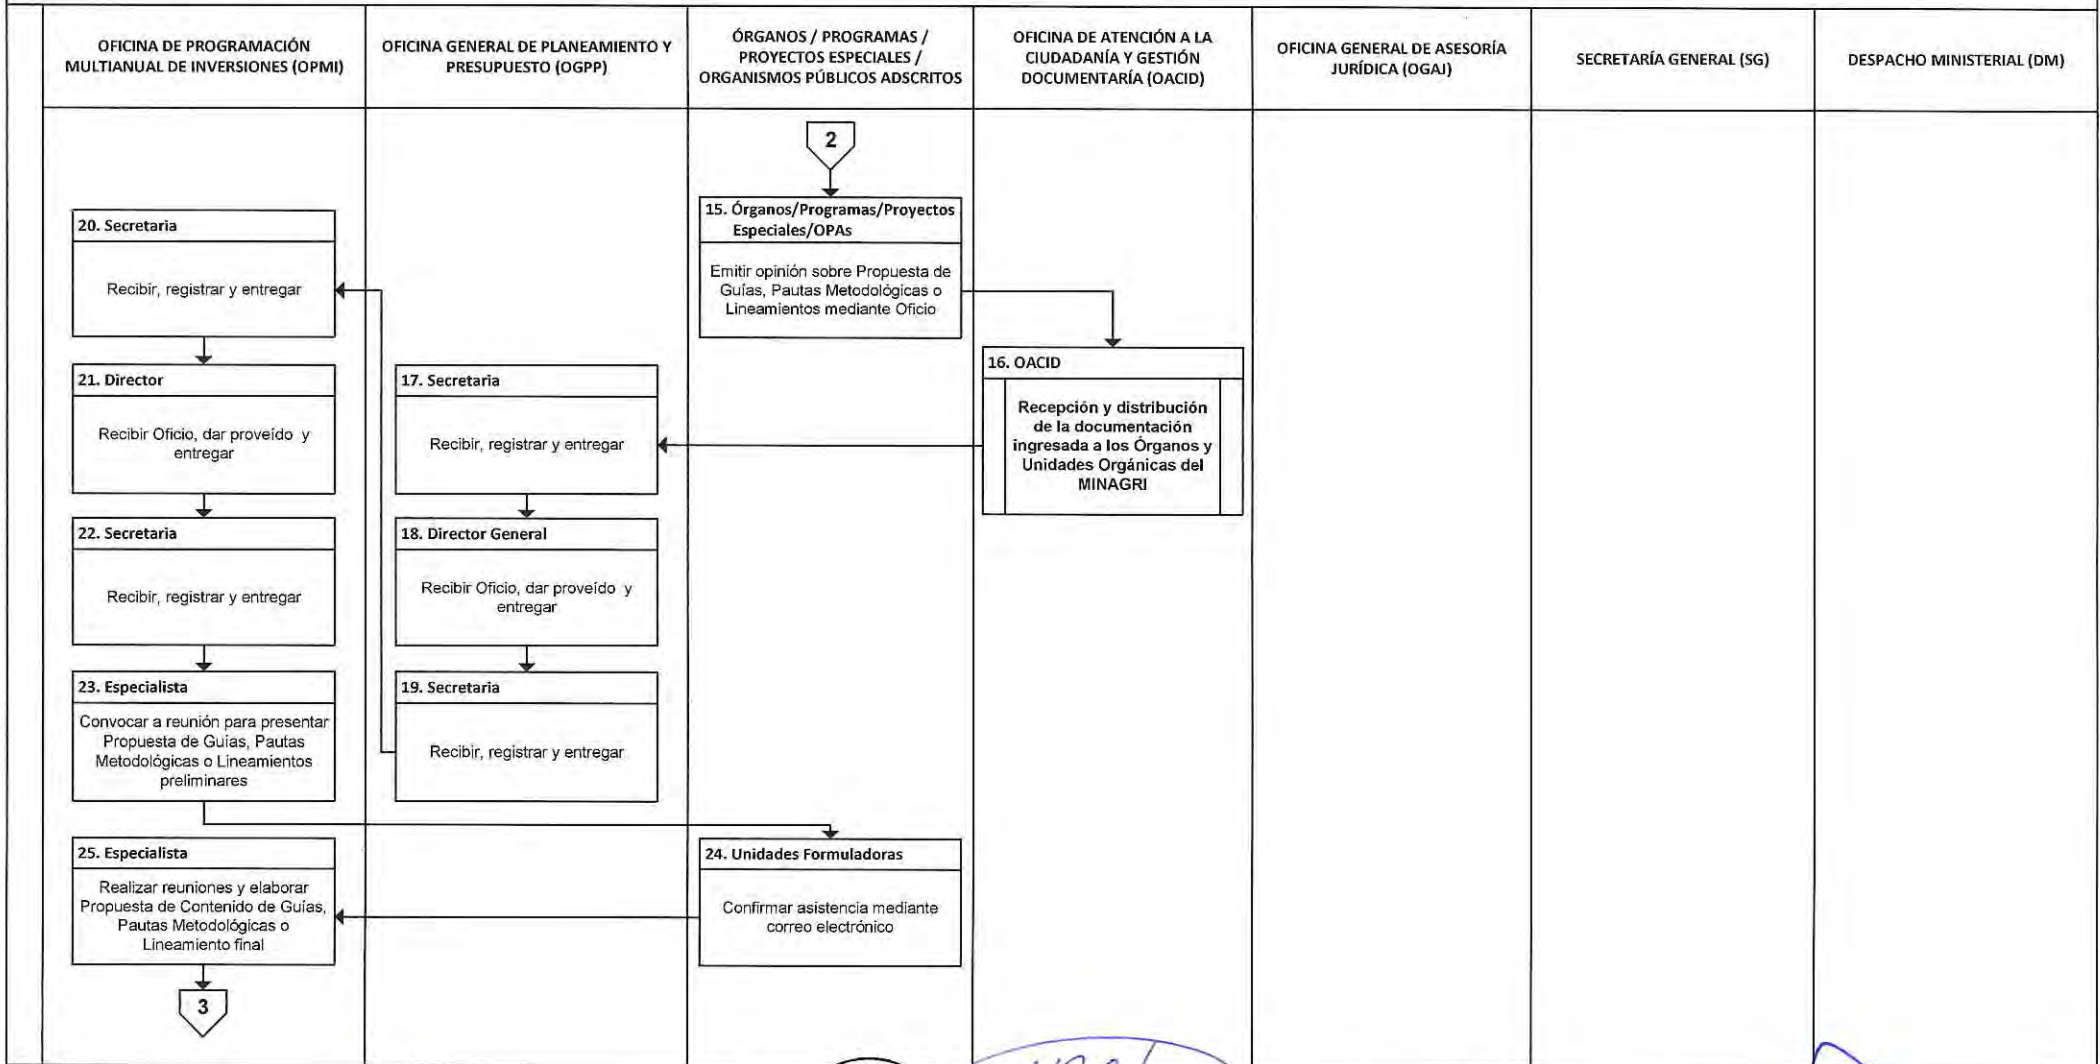 OFICINA DE PROGRAMACIÓN
MULTIANUAL DE INVERSIONES (OPMI)
OFICINA GENERAL DE PLANEAMIENTO Y
PRESUPUESTO (OGPP)
ÓRGANOS / PROGRAMAS /
PROYECTOS ESPECIALES /
ORGANISMOS PÚBLICOS ADSCRITOS
OFICINA DE ATENCIÓN A LA
CIUDADANÍA Y GESTIÓN
DOCUMENTARÍA (OACID)
OFICINA GENERAL DE ASESORÍA
JURÍDICA (OGAJ)
SECRETARÍA GENERAL (SG)
DESPACHO MINISTERIAL (DM)
2
15. Órganos/Programas/Proyectos
Especiales/OPAs
Emitir opinión sobre Propuesta de
Guías, Pautas Metodológicas o
Lineamientos mediante Oficio
16. OACID
Recepción y distribución
de la documentación
ingresada a los Órganos y
Unidades Orgánicas del
MINAGRI
17. Secretaria
Recibir, registrar y entregar
18. Director General
Recibir Oficio, dar proveído y
entregar
19. Secretaria
Recibir, registrar y entregar
20. Secretaria
Recibir, registrar y entregar
21. Director
Recibir Oficio, dar proveído y
entregar
22. Secretaria
Recibir, registrar y entregar
23. Especialista
Convocar a reunión para presentar
Propuesta de Guías, Pautas
Metodológicas o Lineamientos
preliminares
24. Unidades Formuladoras
Confirmar asistencia mediante
correo electrónico
25. Especialista
Realizar reuniones y elaborar
Propuesta de Contenido de Guías,
Pautas Metodológicas o
Lineamiento final
3